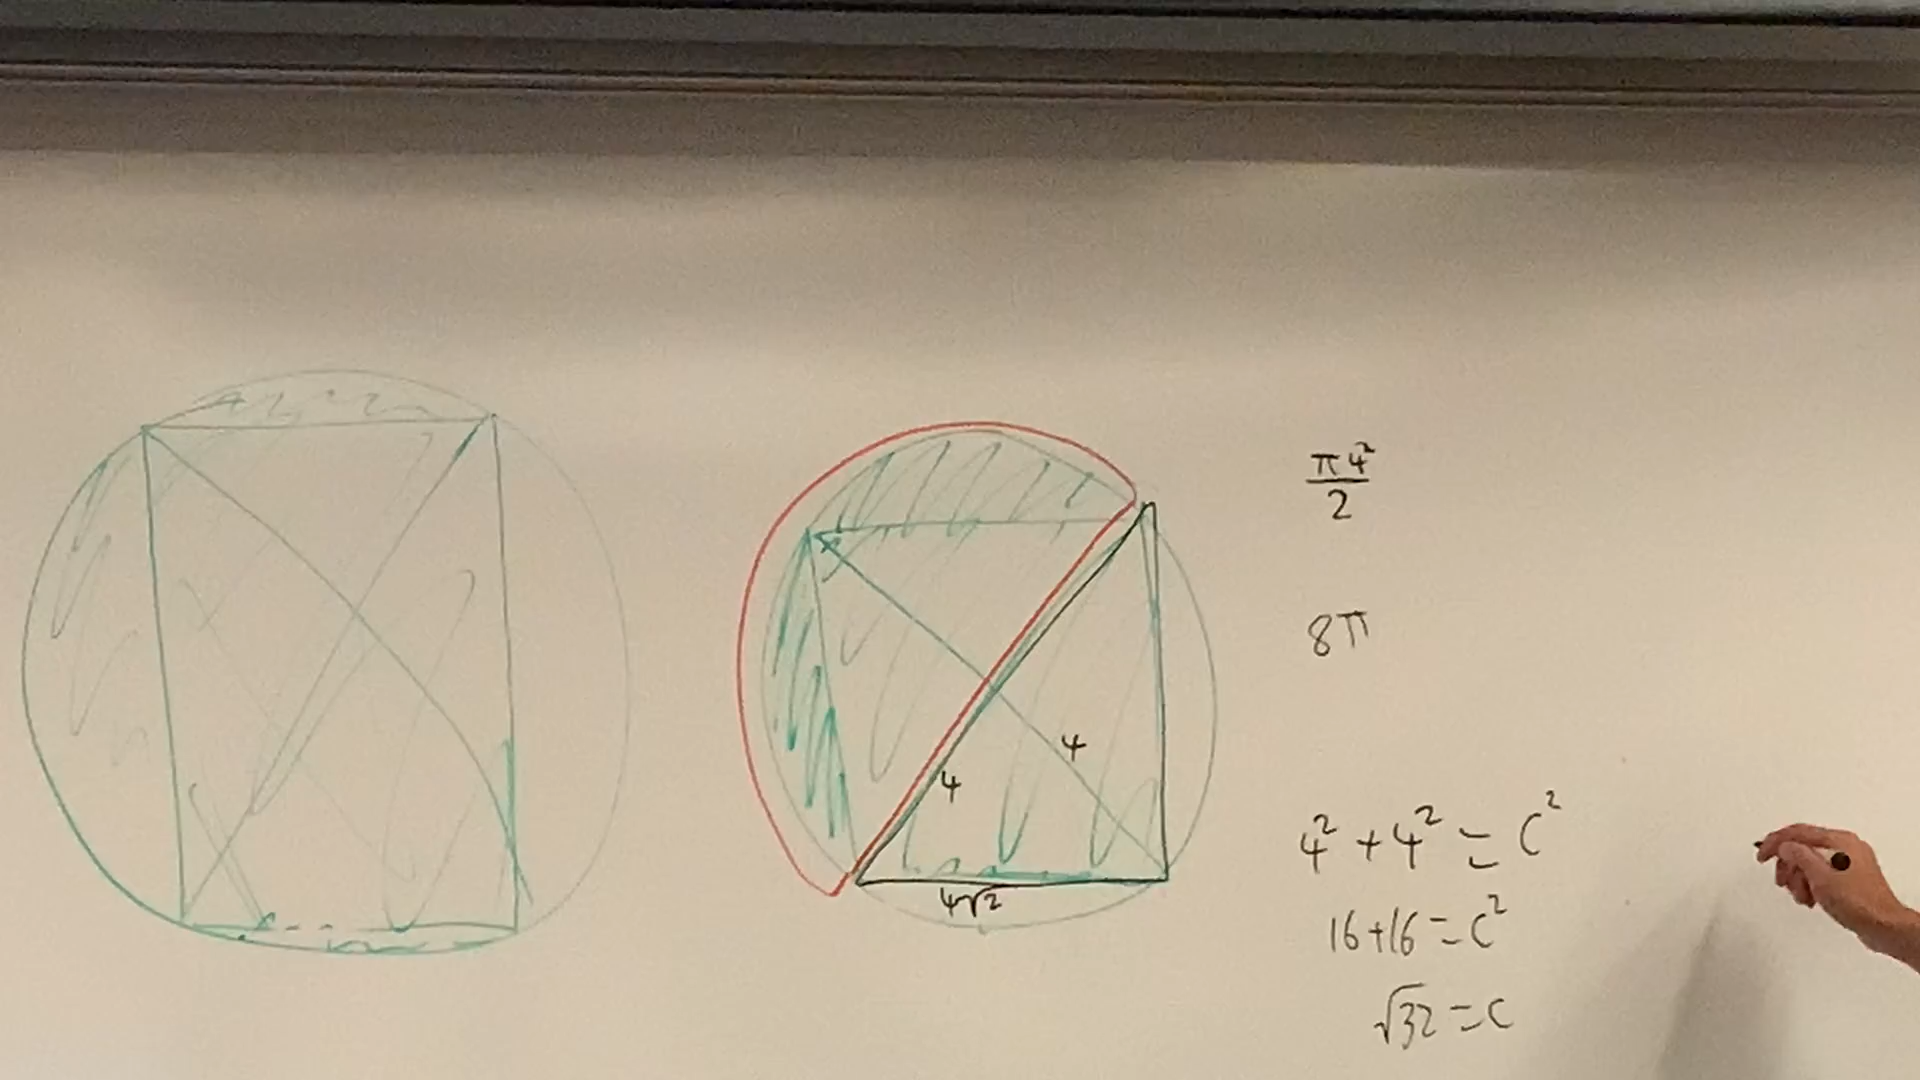 π4²
2
8π
4
4
4√2
4² + 4² = c²
16+16 = c²
√32 = c